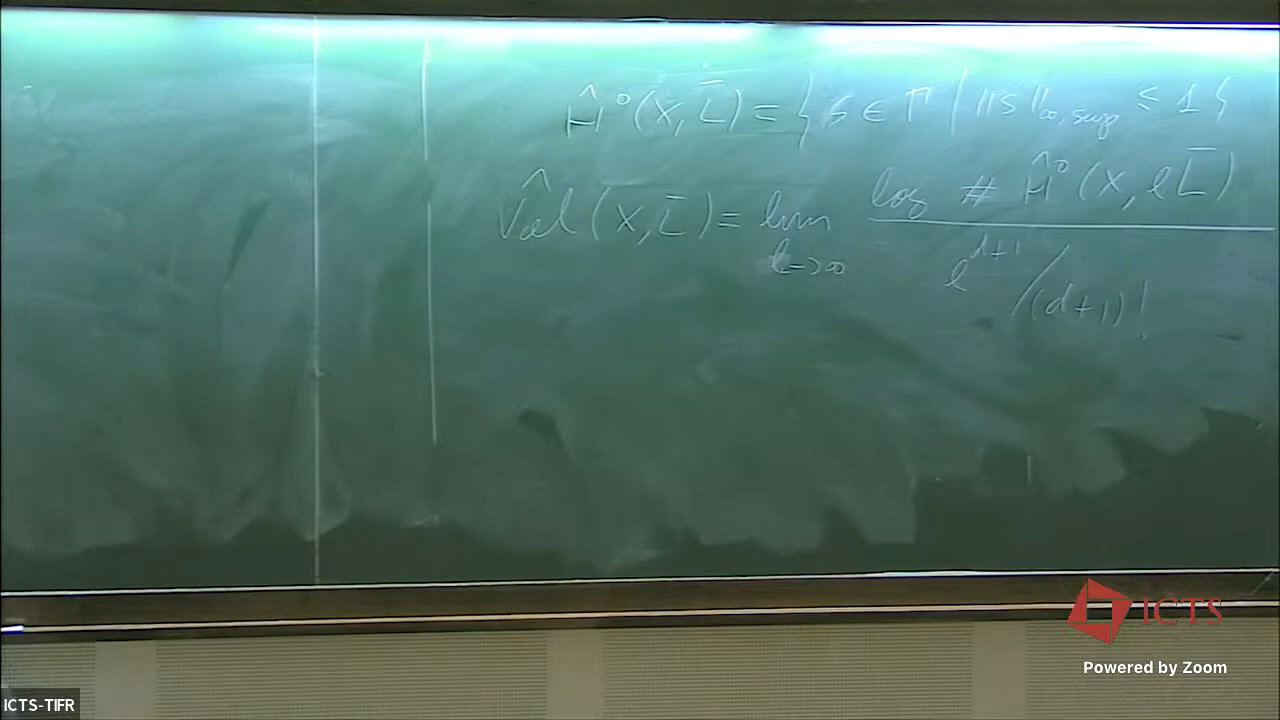 Ĥ⁰(X, L̄) = { s ∈ Γ | ‖s‖_{∞, sup} ≤ 1 }
V̂ol(X, L̄) = lim_{l→∞} log # Ĥ⁰(X, lL̄) / l^{d+1}/(d+1)!
ICTS
Powered by Zoom
ICTS-TIFR